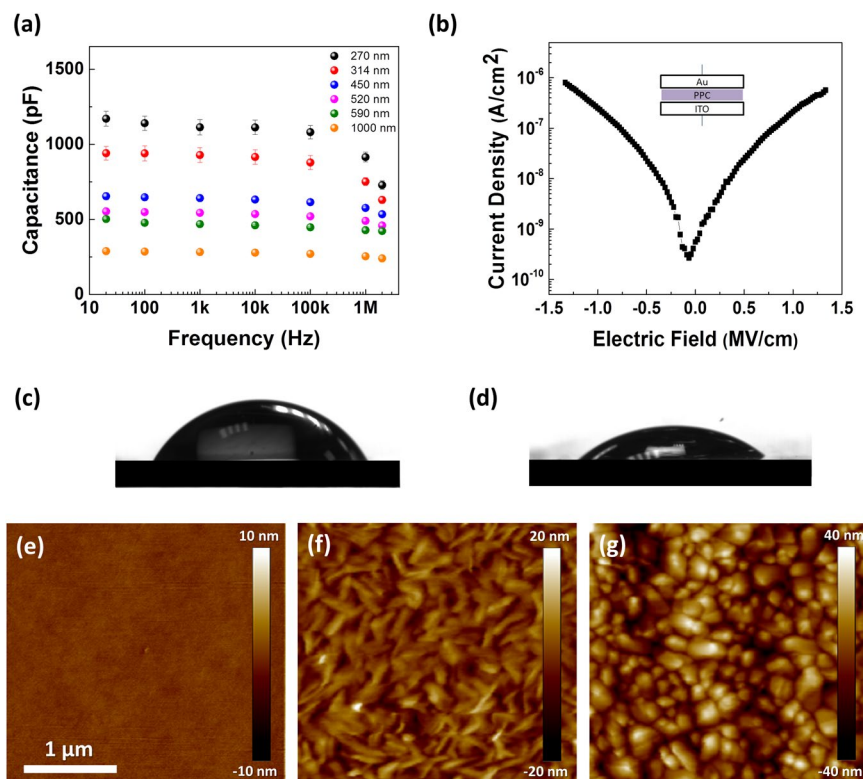 (a)
1500
1000
500
0
Capacitance (pF)
10
100
1k
10k
100k
1M
Frequency (Hz)
270 nm
314 nm
450 nm
520 nm
590 nm
1000 nm
(b)
10⁻⁶
10⁻⁷
10⁻⁸
10⁻⁹
10⁻¹⁰
Current Density (A/cm²)
Au
PPC
ITO
-1.5
-1.0
-0.5
0.0
0.5
1.0
1.5
Electric Field (MV/cm)
(c)
(d)
(e)
10 nm
-10 nm
1 µm
(f)
20 nm
-20 nm
(g)
40 nm
-40 nm